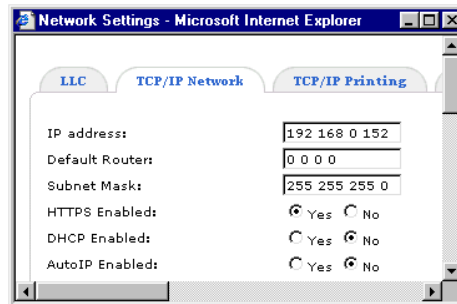 Network Settings - Microsoft Internet Explorer
LLC TCP/IP Network TCP/IP Printing
IP address: 192 168 0 152
Default Router: 0 0 0 0
Subnet Mask: 255 255 255 0
HTTPS Enabled: Yes No
DHCP Enabled: Yes No
AutoIP Enabled: Yes No